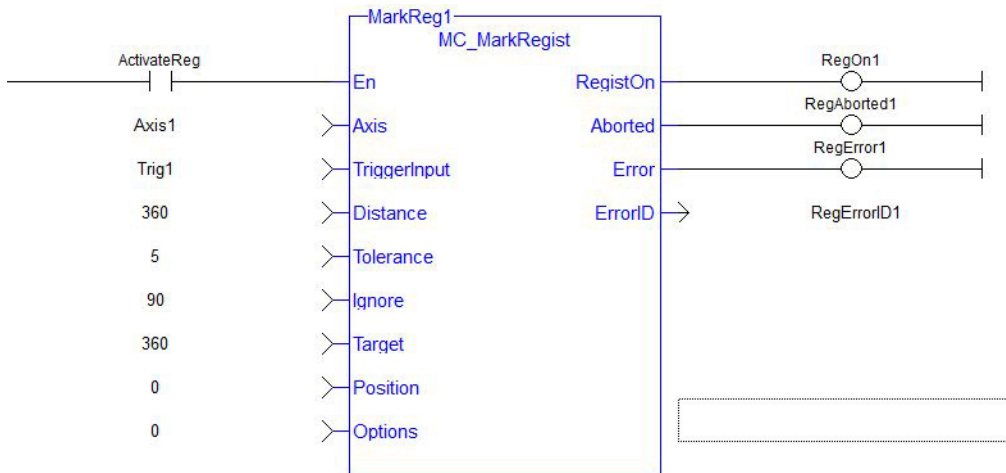 MarkReg1
MC_MarkRegist
ActivateReg
En
RegistOn
RegOn1
Axis1
Axis
Aborted
RegAborted1
Trig1
TriggerInput
Error
RegError1
360
Distance
ErrorID
RegErrorID1
5
Tolerance
90
Ignore
360
Target
0
Position
0
Options